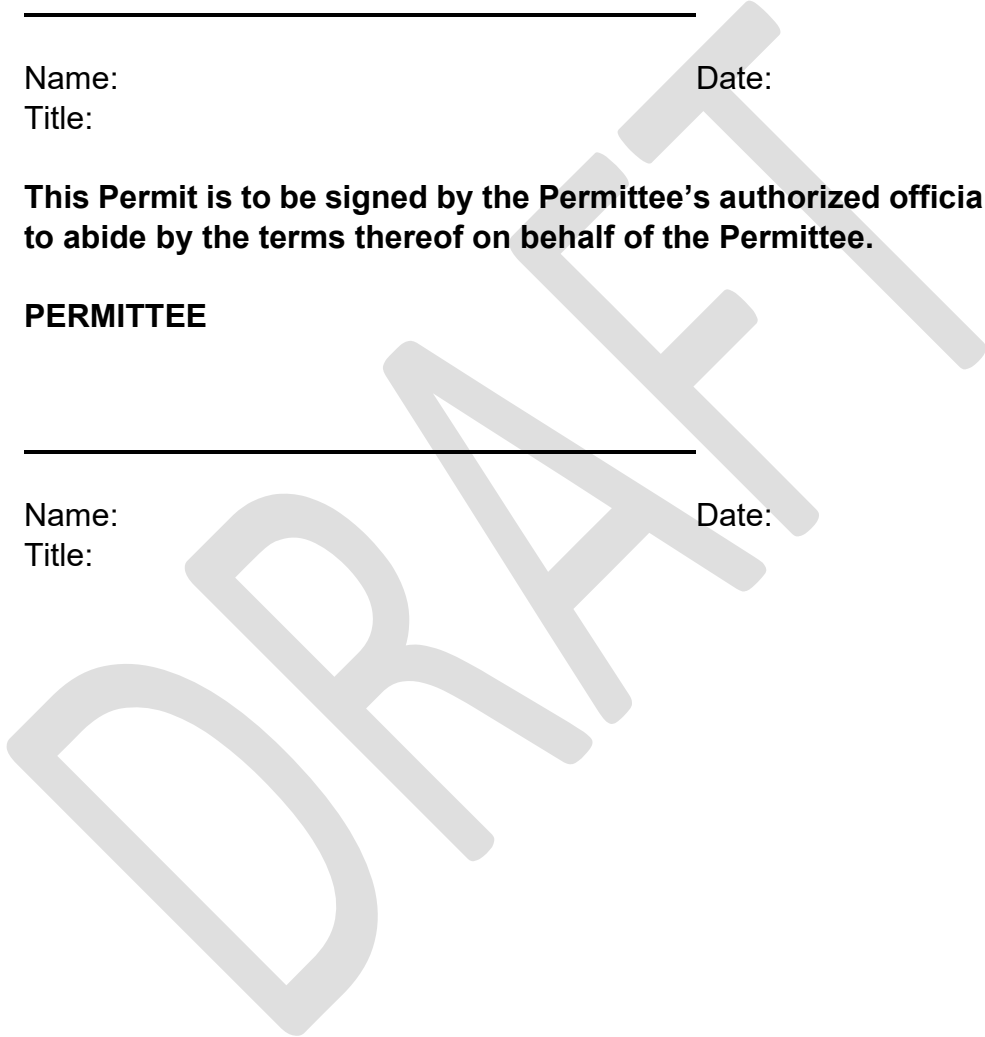 Name: Date:
Title:
This Permit is to be signed by the Permittee’s authorized officia
to abide by the terms thereof on behalf of the Permittee.
PERMITTEE
Name: Date:
Title:
DRAFT